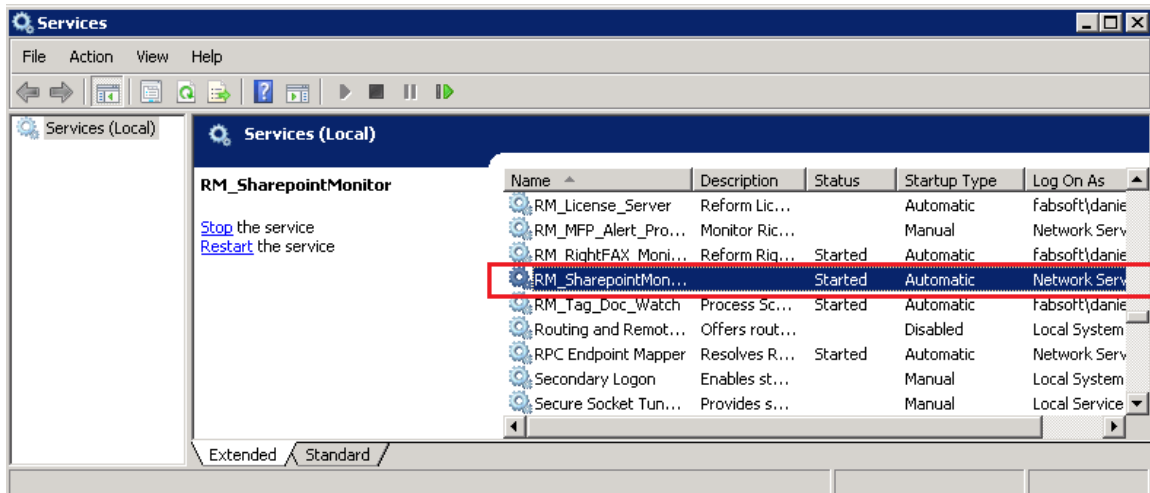 Services
File Action View Help
Services (Local)
Services (Local)
RM_SharepointMonitor
Stop the service
Restart the service
Name Description Status Startup Type Log On As
RM_License_Server Reform Lic... Automatic fabsoft\danie
RM_MFP_Alert_Pro... Monitor Ric... Manual Network Serv
RM_RightFAX_Moni... Reform Rig... Started Automatic fabsoft\danie
RM_SharepointMon... Started Automatic Network Serv
RM_Tag_Doc_Watch Process Sc... Started Automatic fabsoft\danie
Routing and Remot... Offers rout... Disabled Local System
RPC Endpoint Mapper Resolves R... Started Automatic Network Serv
Secondary Logon Enables st... Manual Local System
Secure Socket Tun... Provides s... Manual Local Service
Extended Standard